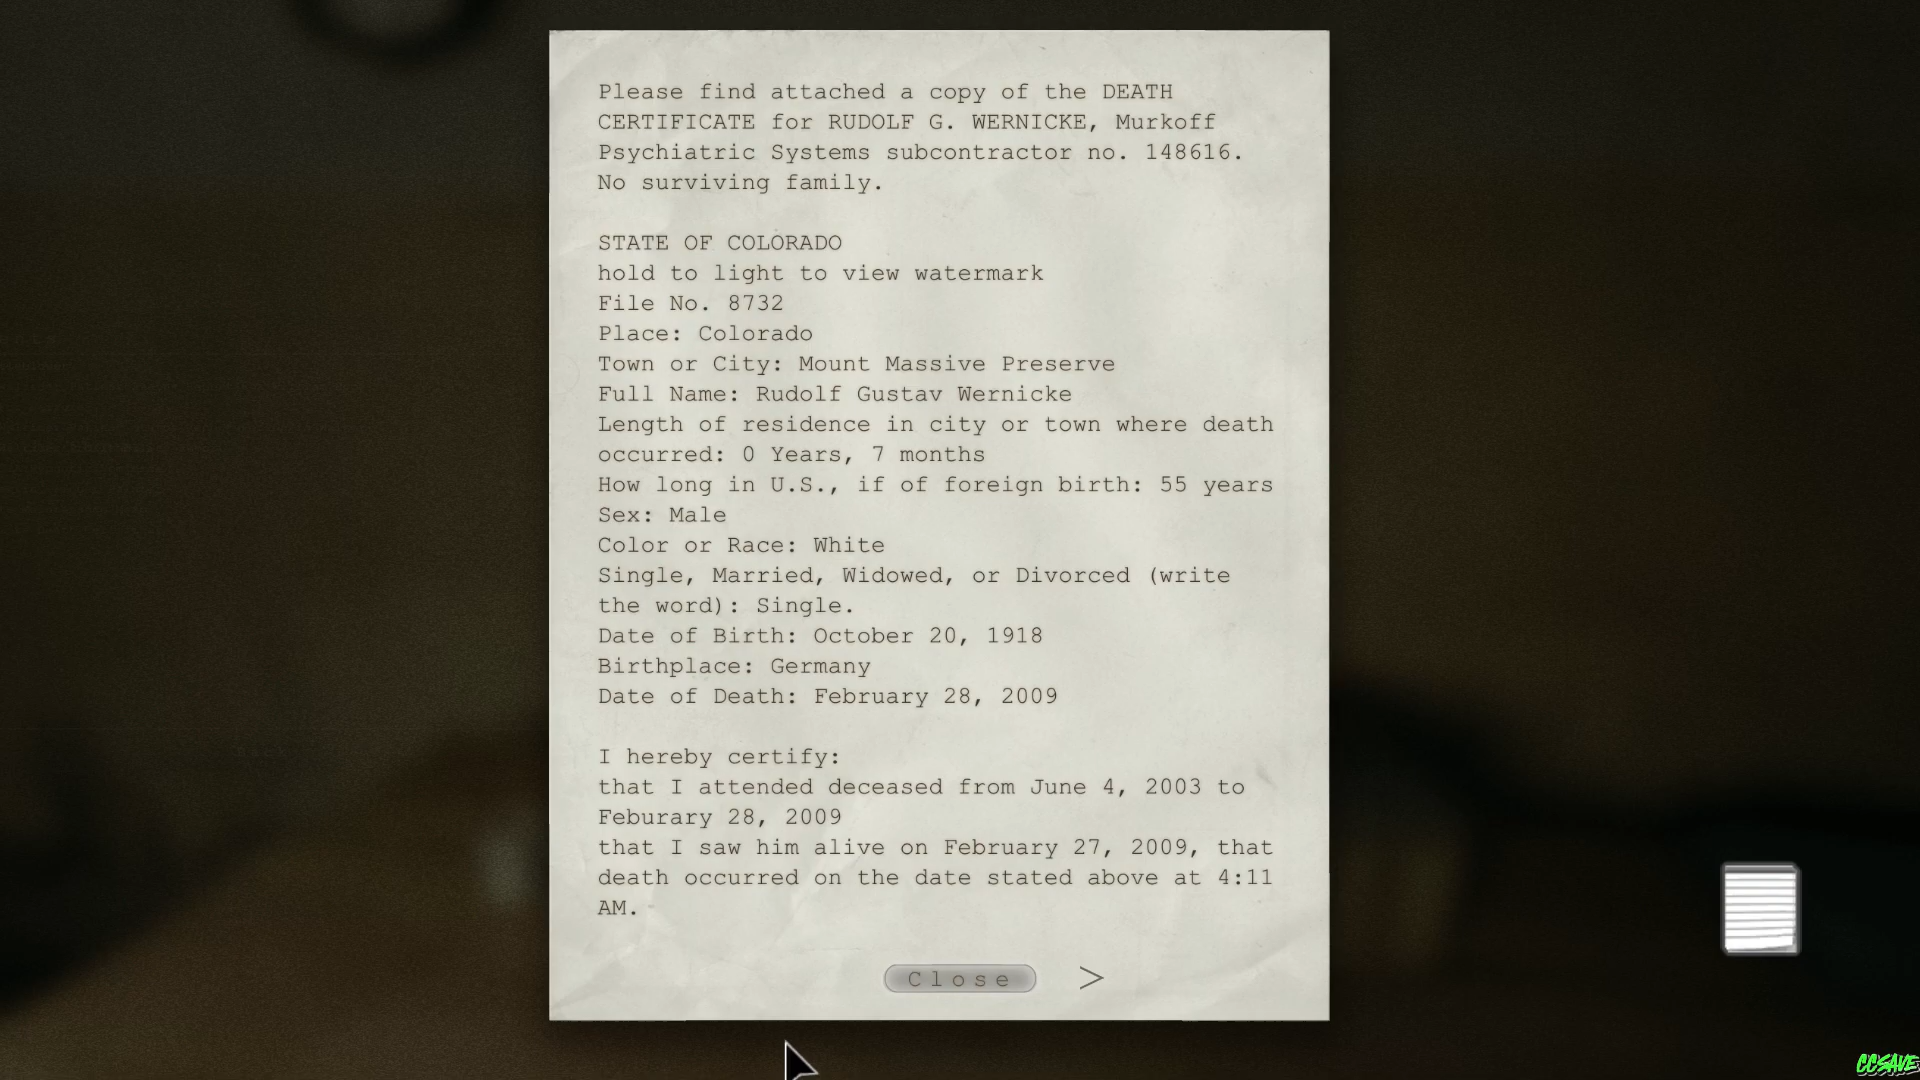 Please find attached a copy of the DEATH
CERTIFICATE for RUDOLF G. WERNICKE, Murkoff
Psychiatric Systems subcontractor no. 148616.
No surviving family.
STATE OF COLORADO
hold to light to view watermark
File No. 8732
Place: Colorado
Town or City: Mount Massive Preserve
Full Name: Rudolf Gustav Wernicke
Length of residence in city or town where death
occurred: 0 Years, 7 months
How long in U.S., if of foreign birth: 55 years
Sex: Male
Color or Race: White
Single, Married, Widowed, or Divorced (write
the word): Single.
Date of Birth: October 20, 1918
Birthplace: Germany
Date of Death: February 28, 2009
I hereby certify:
that I attended deceased from June 4, 2003 to
Feburary 28, 2009
that I saw him alive on February 27, 2009, that
death occurred on the date stated above at 4:11
AM.
Close >
CCSAVE